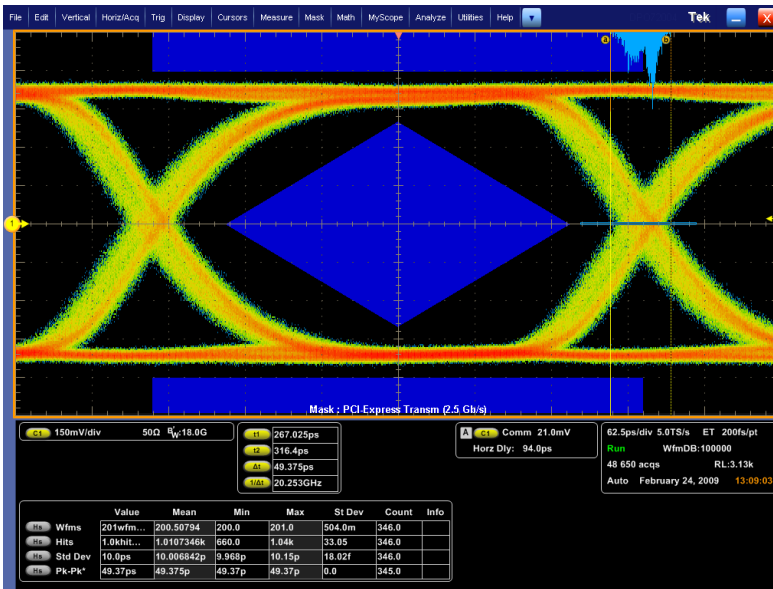 File Edit Vertical Horiz/Acq Trig Display Cursors Measure Mask Math MyScope Analyze Utilities Help Tek
a b
1
Mask : PCI-Express Transm (2.5 Gb/s)
C1 150mV/div 50Ω BW:18.0G
t1 267.025ps
t2 316.4ps
Δt 49.375ps
1/Δt 20.253GHz
A C1 Comm 21.0mV
Horz Dly: 94.0ps
62.5ps/div 5.0TS/s ET 200fs/pt
Run WfmDB:100000
48 650 acqs RL:3.13k
Auto February 24, 2009 13:09:03
Value Mean Min Max St Dev Count Info
Hs Wfms 201wfm... 200.50794 200.0 201.0 504.0m 346.0
Hs Hits 1.0khit... 1.0107346k 660.0 1.04k 33.05 346.0
Hs Std Dev 10.0ps 10.006842p 9.968p 10.15p 18.02f 346.0
Hs Pk-Pk* 49.37ps 49.375p 49.37p 49.37p 0.0 345.0